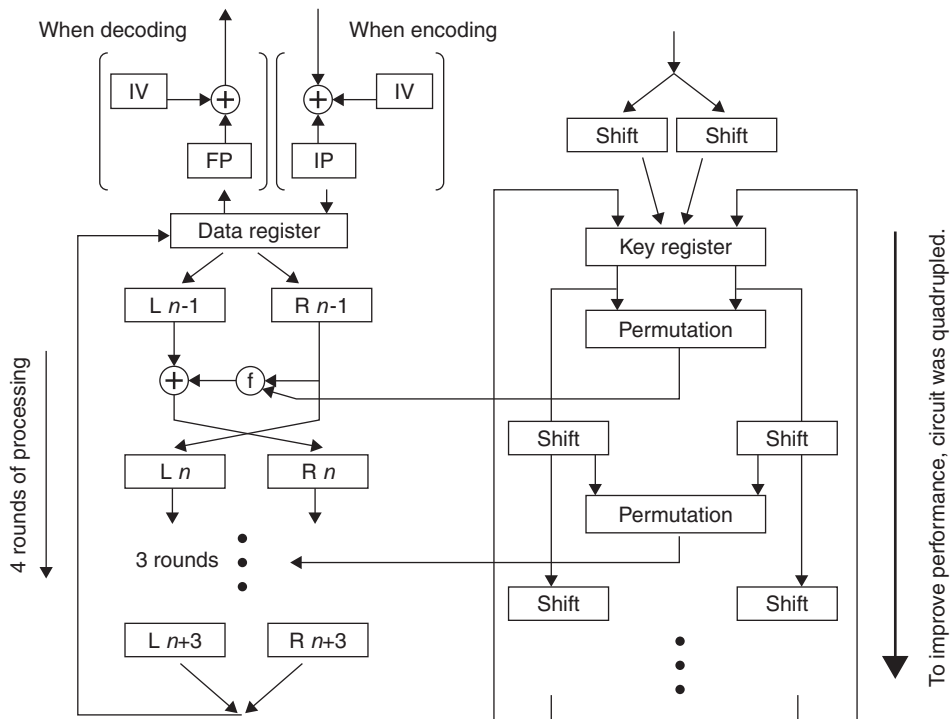 When decoding
When encoding
IV
+
+
IV
FP
IP
Shift
Shift
Data register
Key register
L n-1
R n-1
Permutation
+
f
Shift
Shift
L n
R n
Permutation
3 rounds
Shift
Shift
L n+3
R n+3
4 rounds of processing
To improve performance, circuit was quadrupled.